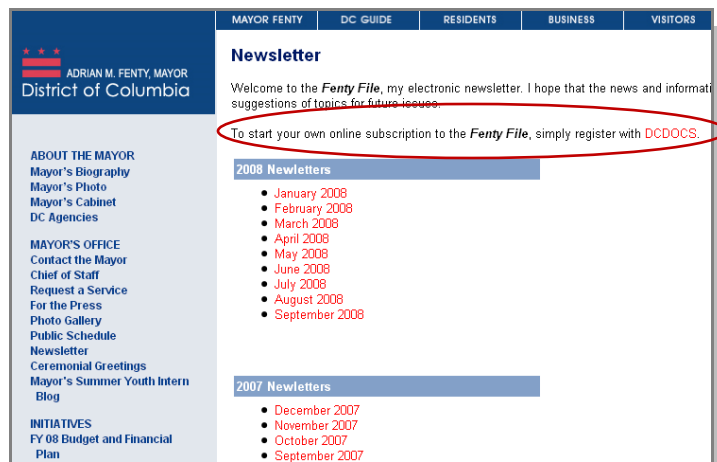 MAYOR FENTY DC GUIDE RESIDENTS BUSINESS VISITORS
ADRIAN M. FENTY, MAYOR
District of Columbia
ABOUT THE MAYOR
Mayor's Biography
Mayor's Photo
Mayor's Cabinet
DC Agencies
MAYOR'S OFFICE
Contact the Mayor
Chief of Staff
Request a Service
For the Press
Photo Gallery
Public Schedule
Newsletter
Ceremonial Greetings
Mayor's Summer Youth Intern
Blog
INITIATIVES
FY 08 Budget and Financial
Plan
Newsletter
Welcome to the Fenty File, my electronic newsletter. I hope that the news and informati
suggestions of topics for future issues.
To start your own online subscription to the Fenty File, simply register with DCDOCS.
2008 Newletters
January 2008
February 2008
March 2008
April 2008
May 2008
June 2008
July 2008
August 2008
September 2008
2007 Newletters
December 2007
November 2007
October 2007
September 2007